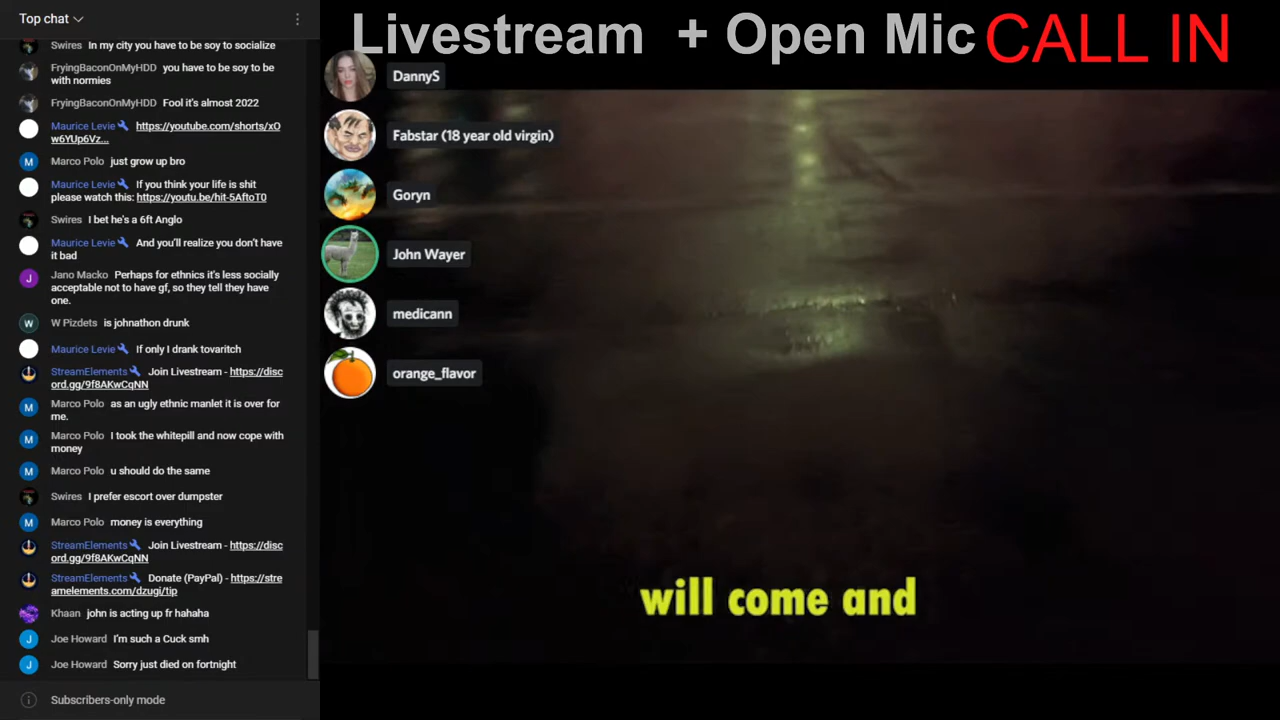 Top chat
Swires In my city you have to be soy to socialize
FryingBaconOnMyHDD you have to be soy to be
with normies
FryingBaconOnMyHDD Fool it's almost 2022
Maurice Levie https://youtube.com/shorts/xO
w6YUp6Vz...
Marco Polo just grow up bro
Maurice Levie If you think your life is shit
please watch this: https://youtu.be/hit-5AftoT0
Swires I bet he's a 6ft Anglo
Maurice Levie And you'll realize you don't have
it bad
Jano Macko Perhaps for ethnics it's less socially
acceptable not to have gf, so they tell they have
one.
W Pizdets is johnathon drunk
Maurice Levie If only I drank tovaritch
StreamElements Join Livestream - https://disc
ord.gg/9f8AKwCqNN
Marco Polo as an ugly ethnic manlet it is over for
me.
Marco Polo I took the whitepill and now cope with
money
Marco Polo u should do the same
Swires I prefer escort over dumpster
Marco Polo money is everything
StreamElements Join Livestream - https://disc
ord.gg/9f8AKwCqNN
StreamElements Donate (PayPal) - https://stre
amelements.com/dzugi/tip
Khaan john is acting up fr hahaha
Joe Howard I'm such a Cuck smh
Joe Howard Sorry just died on fortnight
Subscribers-only mode
Livestream + Open Mic CALL IN
DannyS
Fabstar (18 year old virgin)
Goryn
John Wayer
medicann
orange_flavor
will come and